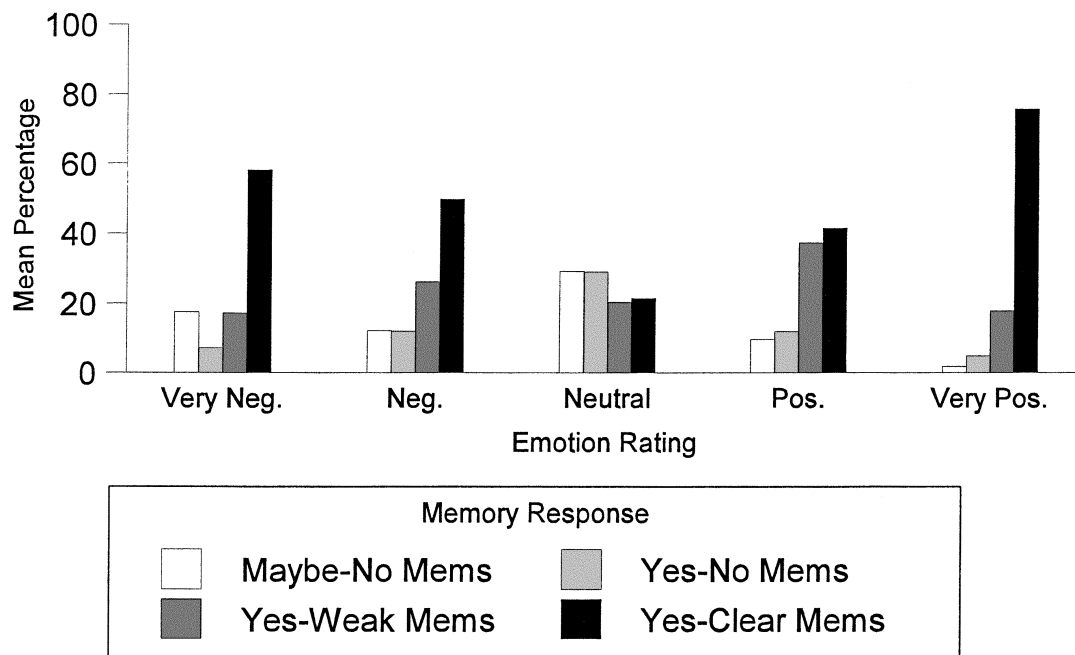 100
80
60
40
20
0
Mean Percentage
Very Neg. Neg. Neutral Pos. Very Pos.
Emotion Rating
Memory Response
Maybe-No Mems Yes-No Mems
Yes-Weak Mems Yes-Clear Mems